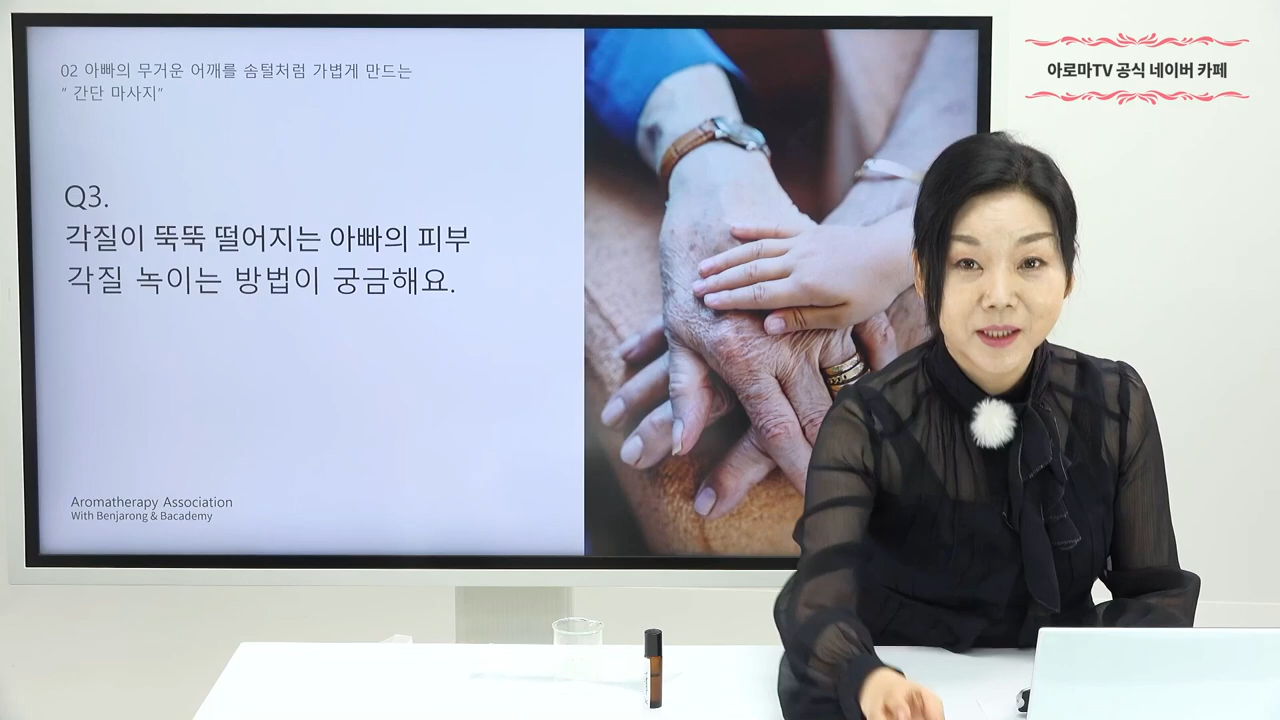 02 아빠의 무거운 어깨를 솜털처럼 가볍게 만드는
“ 간단 마사지”
Q3.
각질이 뚝뚝 떨어지는 아빠의 피부
각질 녹이는 방법이 궁금해요.
Aromatherapy Association
With Benjarong & Bacademy
아로마TV 공식 네이버 카페